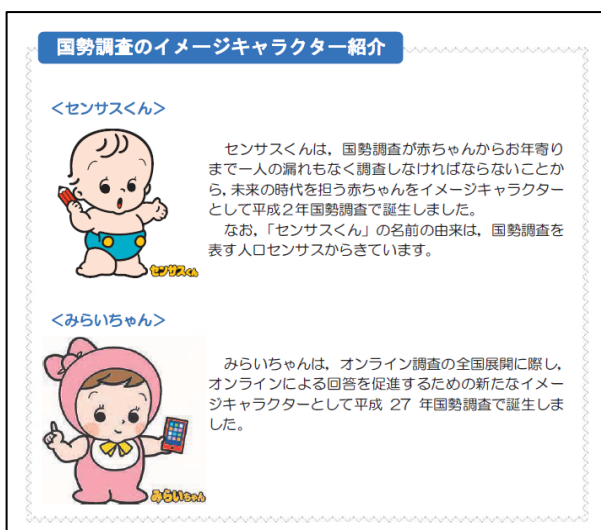 国勢調査のイメージキャラクター紹介
<センサスくん>
センサスくんは，国勢調査が赤ちゃんからお年寄り
まで一人の漏れもなく調査しなければならないことか
ら，未来の時代を担う赤ちゃんをイメージキャラクター
として平成２年国勢調査で誕生しました。
なお，「センサスくん」の名前の由来は，国勢調査を
表す人口センサスからきています。
センサスくん
<みらいちゃん>
みらいちゃんは，オンライン調査の全国展開に際し，
オンラインによる回答を促進するための新たなイメー
ジキャラクターとして平成 27 年国勢調査で誕生しま
した。
みらいちゃん